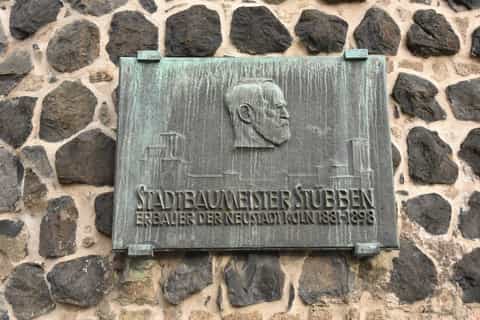 STADTBAUMEISTER STÜBBEN
ERBAUER DER NEUSTADT KÖLN 1881-1898